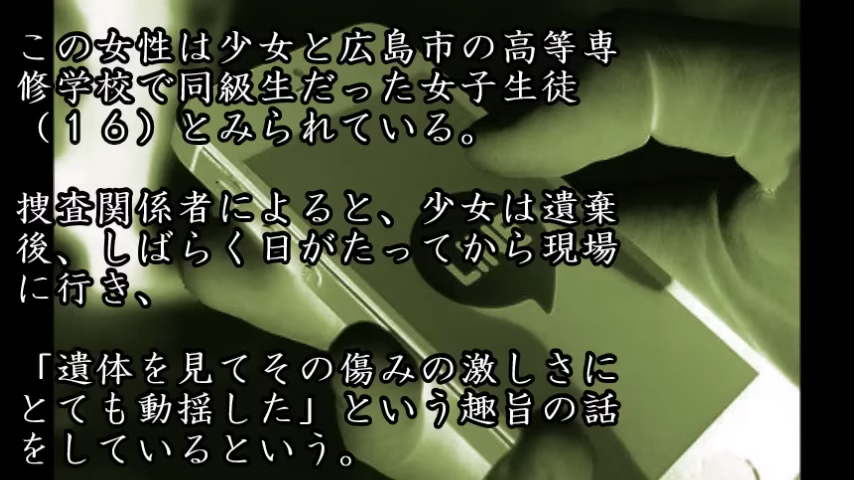 この女性は少女と広島市の高等専
修学校で同級生だった女子生徒
（１６）とみられている。
捜査関係者によると、少女は遺棄
後、しばらく日がたってから現場
に行き、
「遺体を見てその傷みの激しさに
とても動揺した」という趣旨の話
をしているという。
LINE